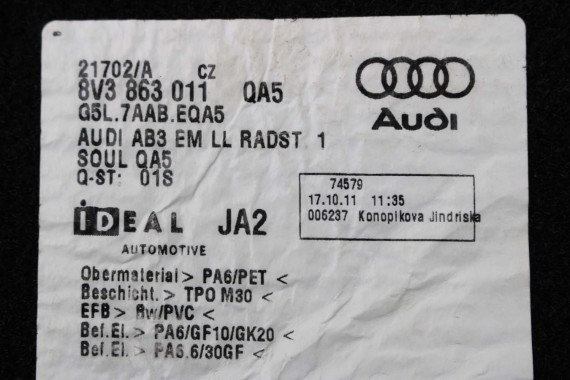 21702/A CZ
8V3 863 011 QA5
G5L.7AAB.EQA5
AUDI AB3 EM LL RADST 1
SOUL QA5
Q-ST: 01S
Audi
74579
17.10.11 11:35
006237 Konopikova Jindriska
iDEAL JA2
AUTOMOTIVE
Obermaterial> PA6/PET <
Beschicht.> TPO M30 <
EFB> Rw/PVC <
Bef.El.> PA6/GF10/GK20 <
Bef.El.> PA6.6/30GF <